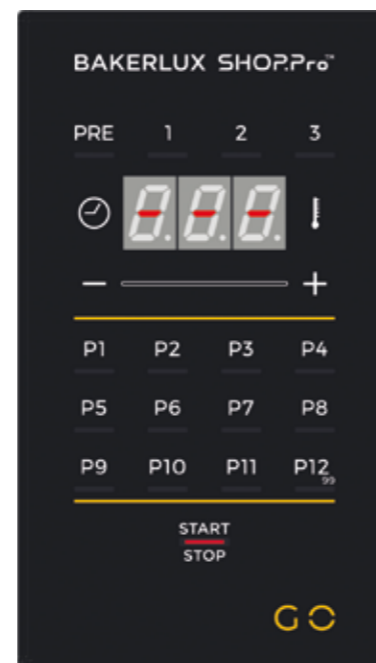 BAKERLUX SHOP.Pro™
PRE 1 2 3
---
− +
P1 P2 P3 P4
P5 P6 P7 P8
P9 P10 P11 P12
99
START
STOP
GO